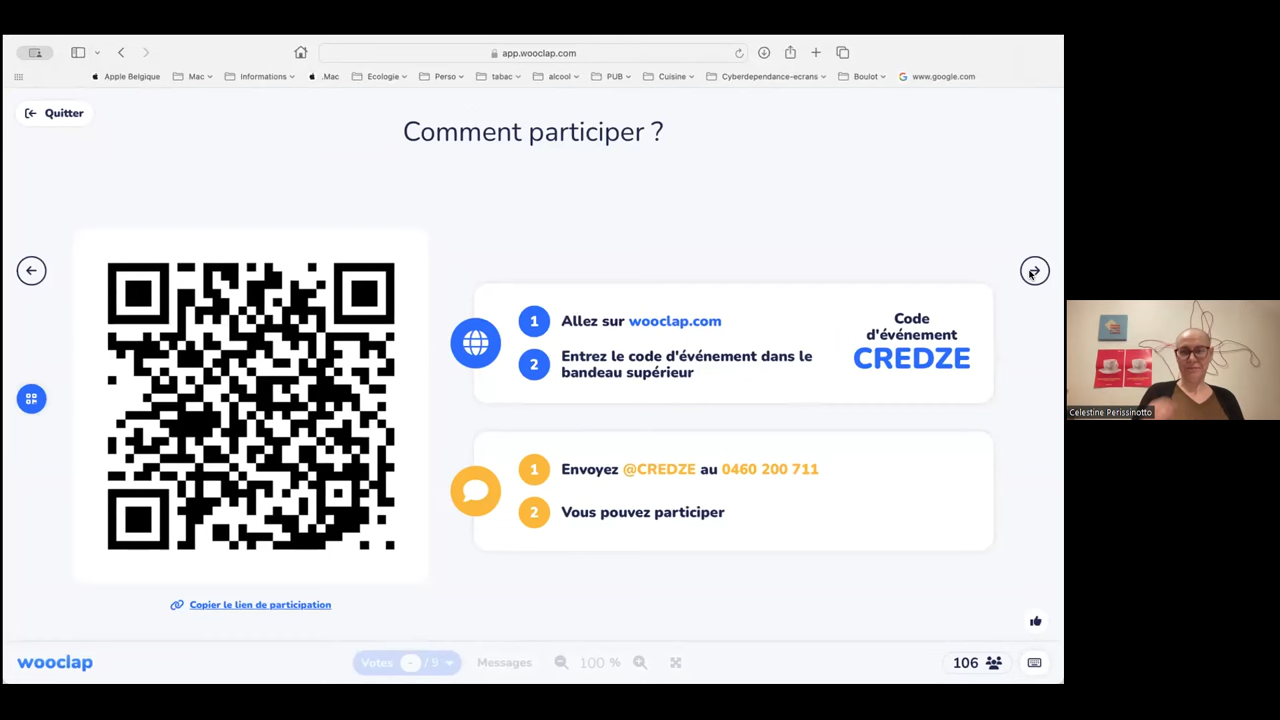 app.wooclap.com
Apple Belgique
Mac
Informations
.Mac
Ecologie
Perso
tabac
alcool
PUB
Cuisine
Cyberdependance-ecrans
Boulot
www.google.com
Quitter
Comment participer ?
1 Allez sur wooclap.com
2 Entrez le code d'événement dans le
bandeau supérieur
Code
d'événement
CREDZE
1 Envoyez @CREDZE au 0460 200 711
2 Vous pouvez participer
Copier le lien de participation
Celestine Perissinotto
wooclap
Votes - / 9
Messages
100 %
106